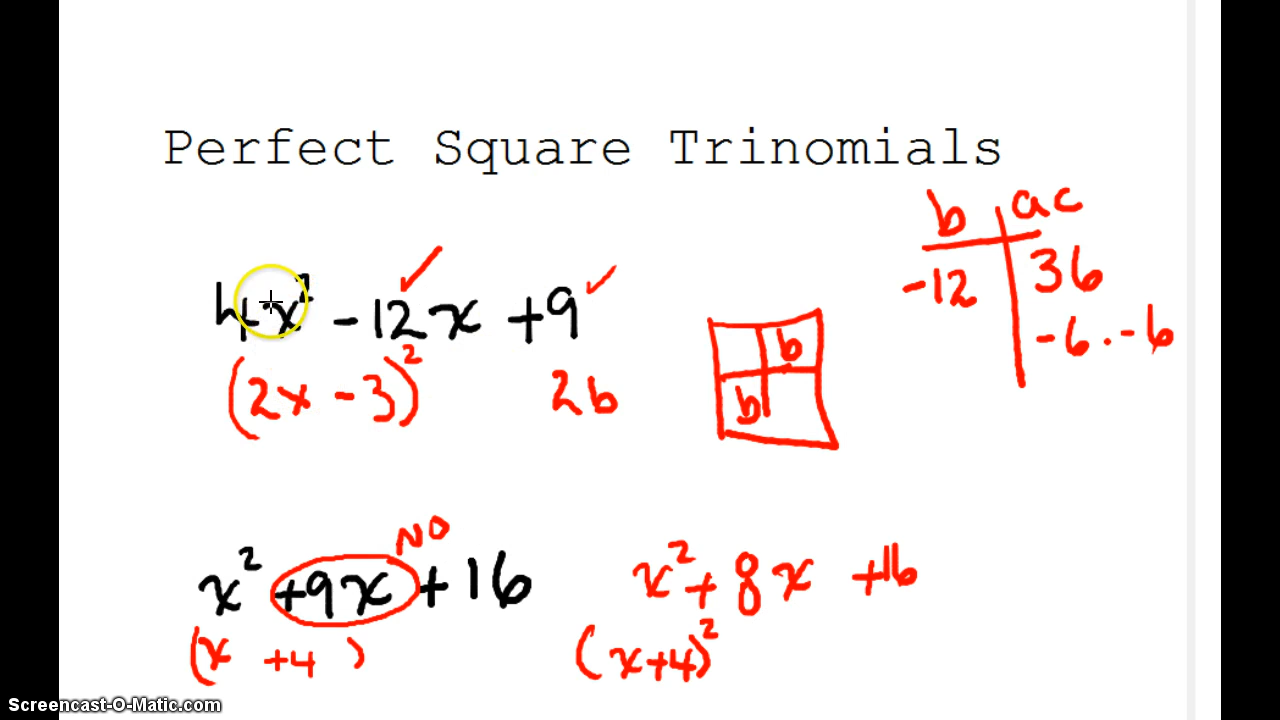 Perfect Square Trinomials
b ac
-12 36
-6 . -6
4x² -12x +9
(2x -3)² 2b
b
b
NO
x² +9x +16 x² + 8x +16
(x +4 ) (x+4)²
Screencast-O-Matic.com